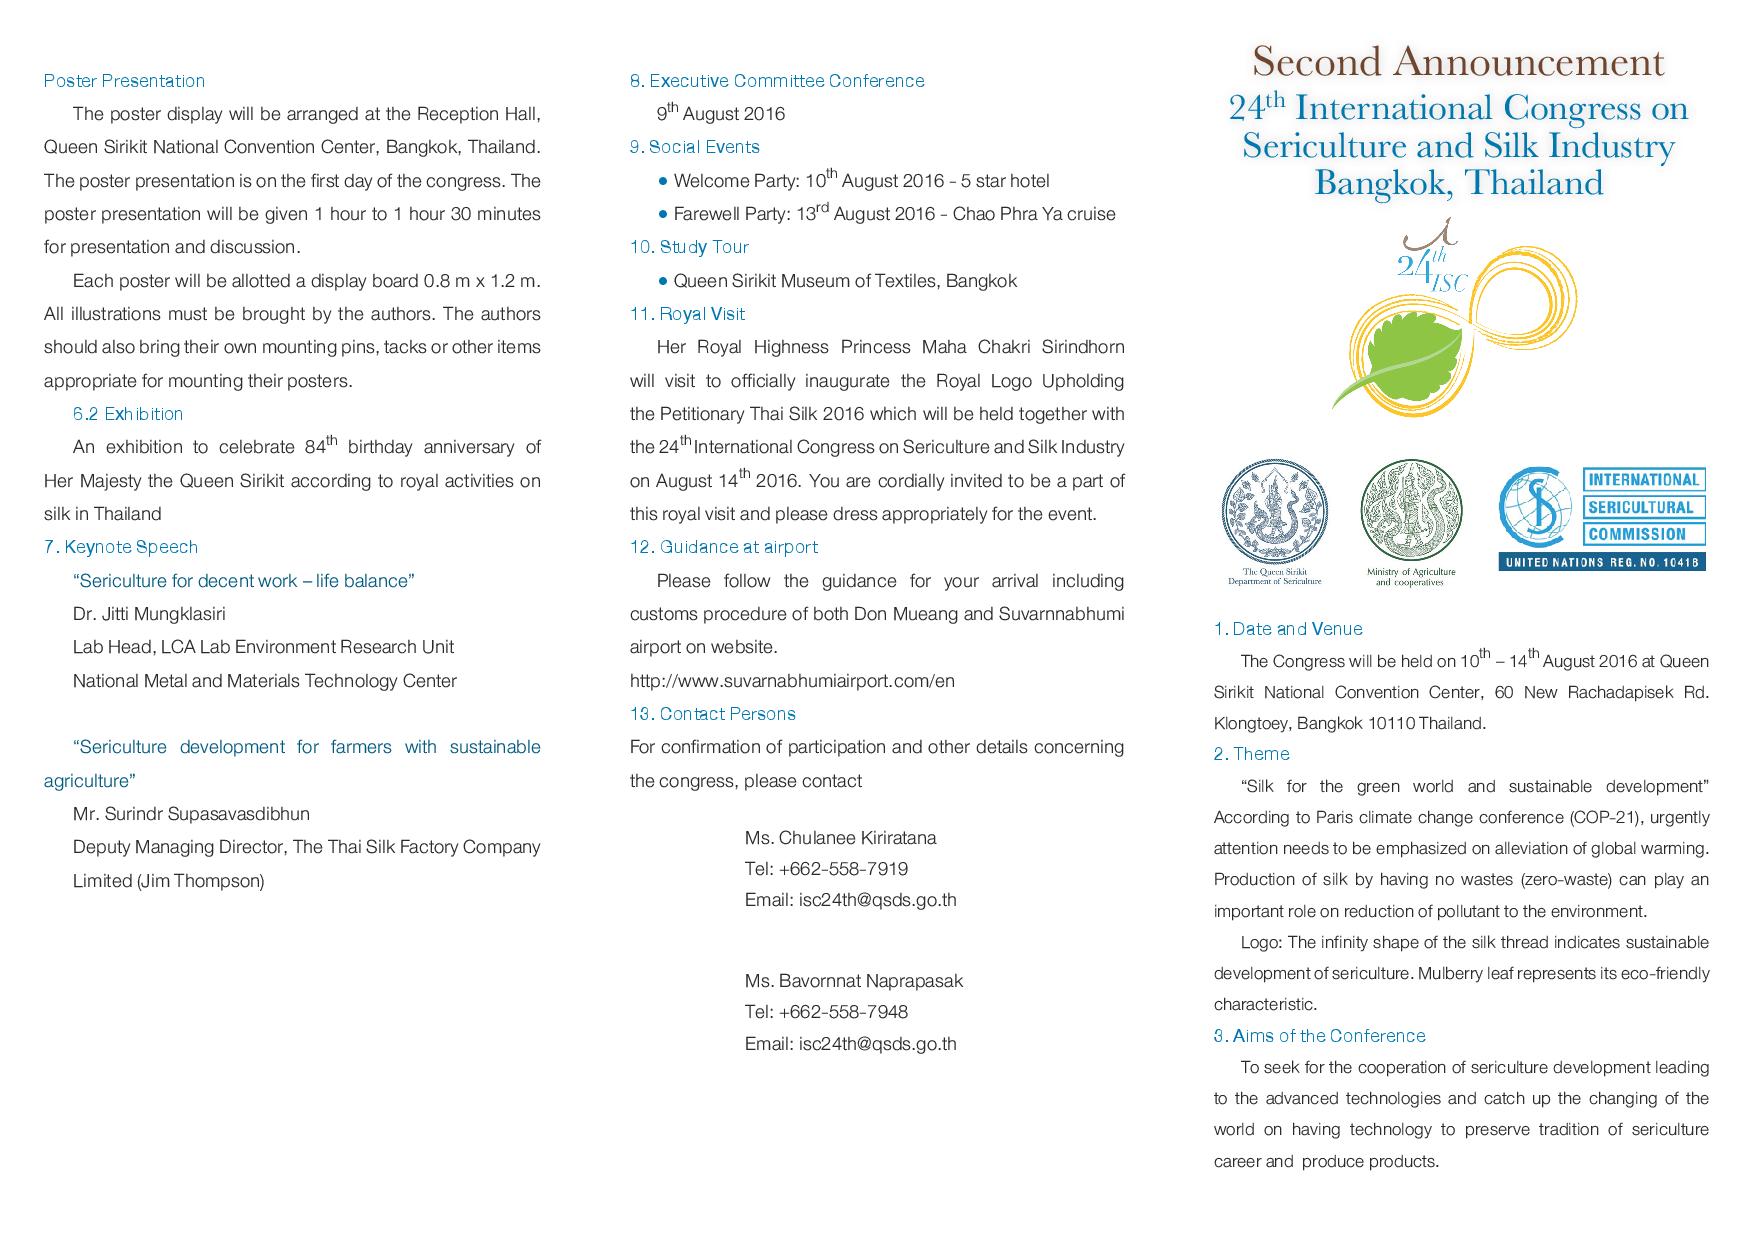 Poster Presentation
The poster display will be arranged at the Reception Hall,
Queen Sirikit National Convention Center, Bangkok, Thailand.
The poster presentation is on the first day of the congress. The
poster presentation will be given 1 hour to 1 hour 30 minutes
for presentation and discussion.
Each poster will be allotted a display board 0.8 m x 1.2 m.
All illustrations must be brought by the authors. The authors
should also bring their own mounting pins, tacks or other items
appropriate for mounting their posters.
6.2 Exhibition
An exhibition to celebrate 84th birthday anniversary of
Her Majesty the Queen Sirikit according to royal activities on
silk in Thailand
7. Keynote Speech
“Sericulture for decent work – life balance”
Dr. Jitti Mungklasiri
Lab Head, LCA Lab Environment Research Unit
National Metal and Materials Technology Center
“Sericulture development for farmers with sustainable
agriculture”
Mr. Surindr Supasavasdibhun
Deputy Managing Director, The Thai Silk Factory Company
Limited (Jim Thompson)
8. Executive Committee Conference
9th August 2016
9. Social Events
• Welcome Party: 10th August 2016 - 5 star hotel
• Farewell Party: 13rd August 2016 - Chao Phra Ya cruise
10. Study Tour
• Queen Sirikit Museum of Textiles, Bangkok
11. Royal Visit
Her Royal Highness Princess Maha Chakri Sirindhorn
will visit to officially inaugurate the Royal Logo Upholding
the Petitionary Thai Silk 2016 which will be held together with
the 24th International Congress on Sericulture and Silk Industry
on August 14th 2016. You are cordially invited to be a part of
this royal visit and please dress appropriately for the event.
12. Guidance at airport
Please follow the guidance for your arrival including
customs procedure of both Don Mueang and Suvarnnabhumi
airport on website.
http://www.suvarnabhumiairport.com/en
13. Contact Persons
For confirmation of participation and other details concerning
the congress, please contact
Ms. Chulanee Kiriratana
Tel: +662-558-7919
Email: isc24th@qsds.go.th
Ms. Bavornnat Naprapasak
Tel: +662-558-7948
Email: isc24th@qsds.go.th
Second Announcement
24th International Congress on
Sericulture and Silk Industry
Bangkok, Thailand
24th
ISC
The Queen Sirikit
Department of Sericulture
Ministry of Agriculture
and cooperatives
INTERNATIONAL
SERICULTURAL
COMMISSION
UNITED NATIONS REG. NO. 10418
1. Date and Venue
The Congress will be held on 10th – 14th August 2016 at Queen
Sirikit National Convention Center, 60 New Rachadapisek Rd.
Klongtoey, Bangkok 10110 Thailand.
2. Theme
“Silk for the green world and sustainable development”
According to Paris climate change conference (COP-21), urgently
attention needs to be emphasized on alleviation of global warming.
Production of silk by having no wastes (zero-waste) can play an
important role on reduction of pollutant to the environment.
Logo: The infinity shape of the silk thread indicates sustainable
development of sericulture. Mulberry leaf represents its eco-friendly
characteristic.
3. Aims of the Conference
To seek for the cooperation of sericulture development leading
to the advanced technologies and catch up the changing of the
world on having technology to preserve tradition of sericulture
career and produce products.